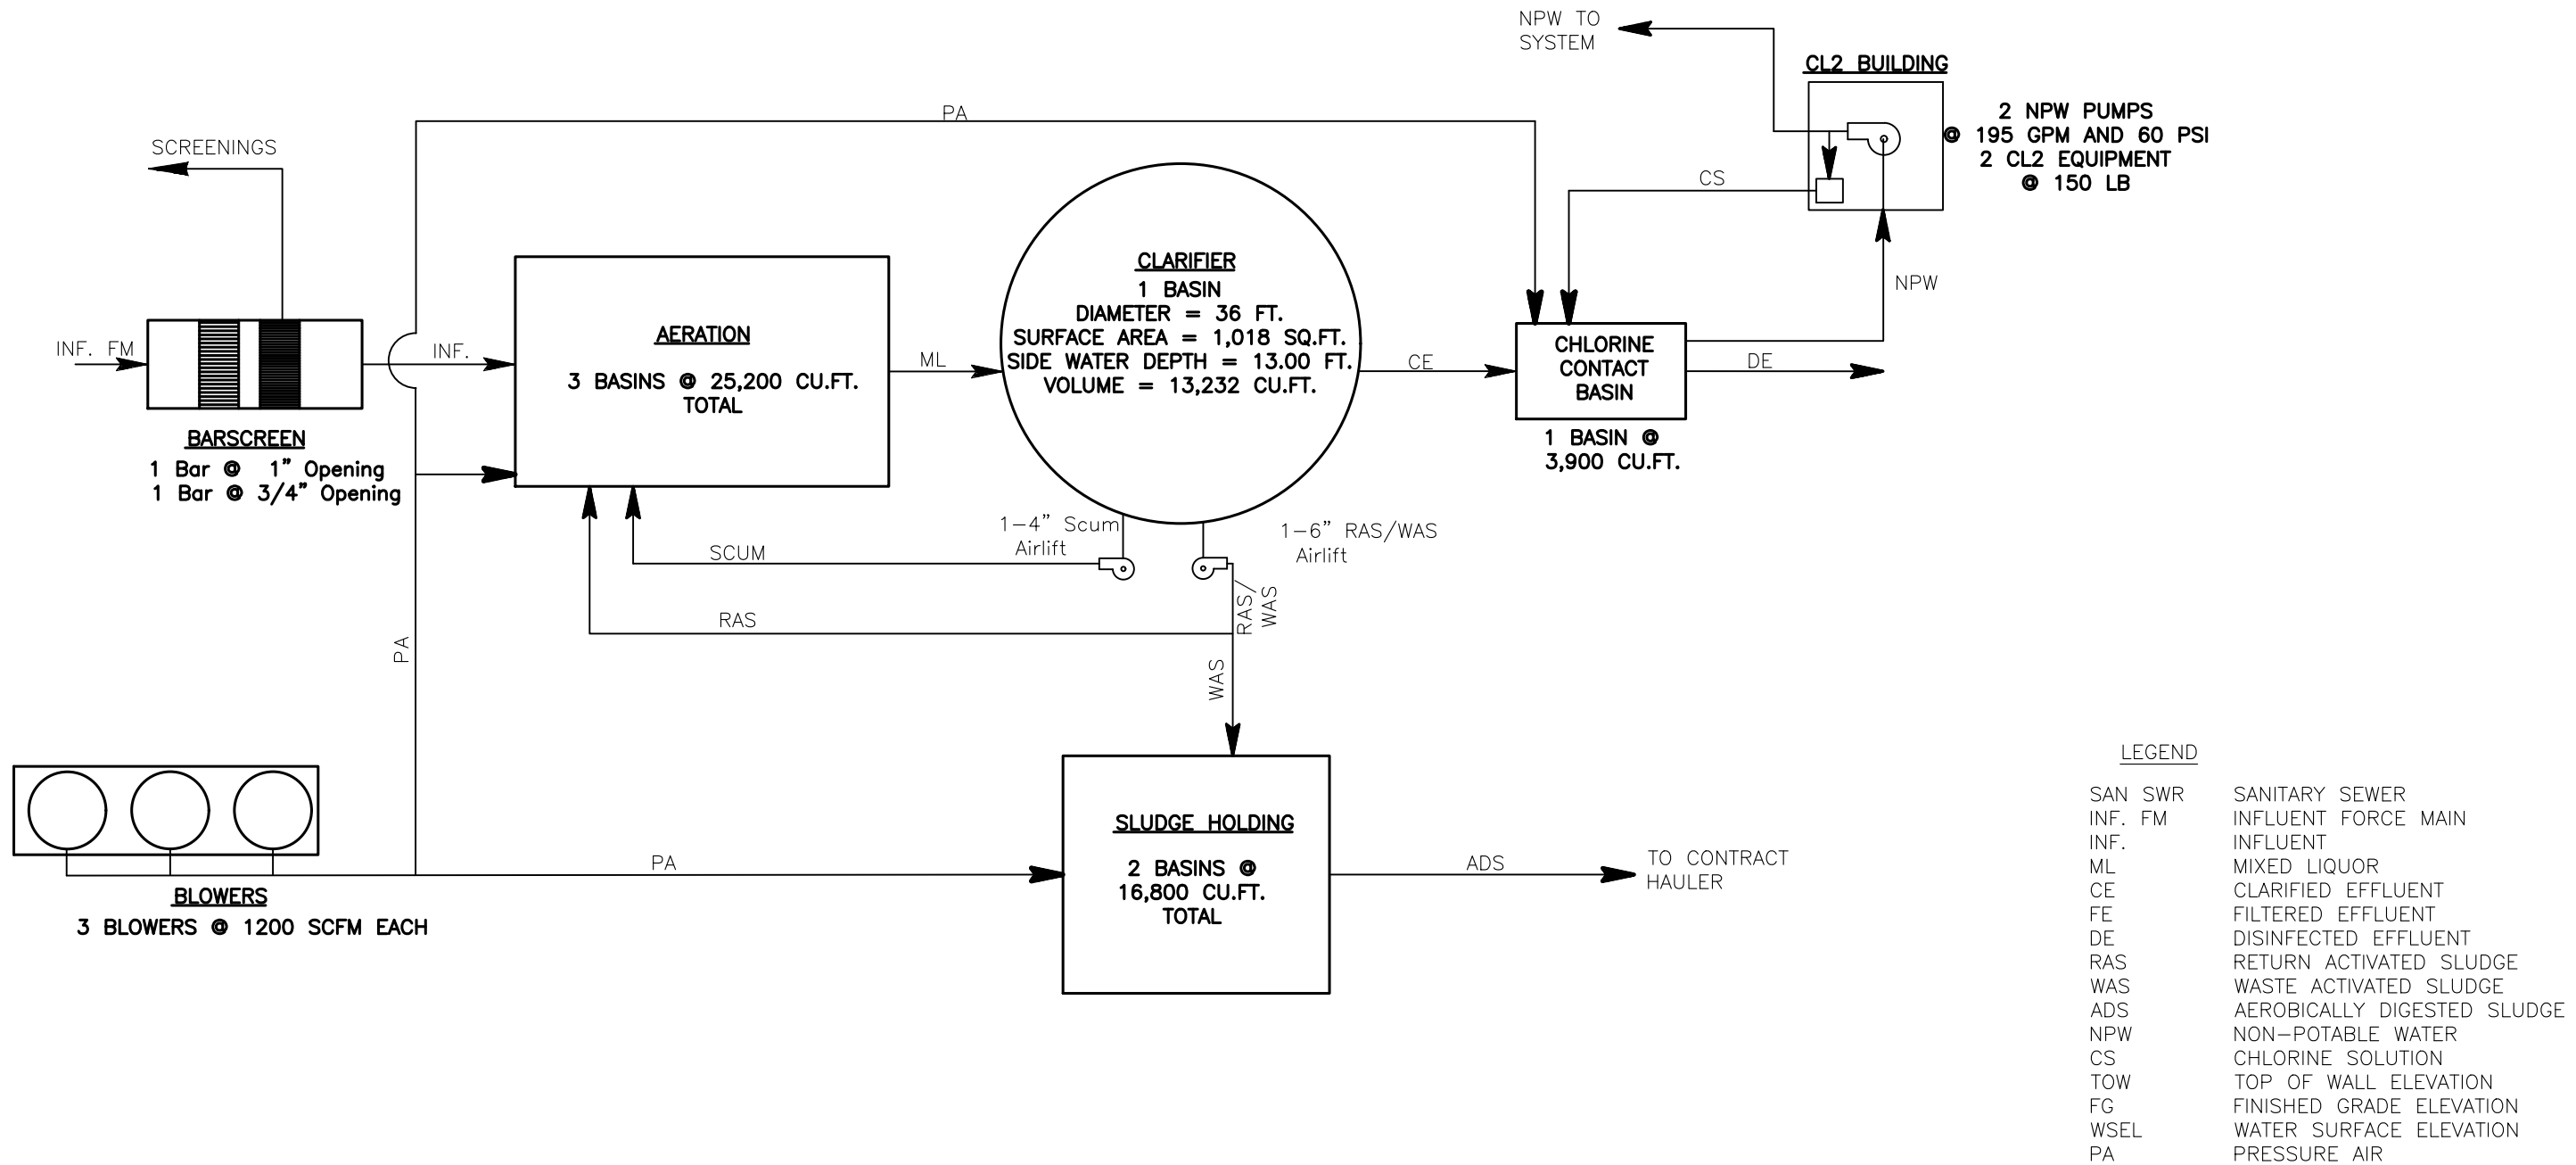 NPW TO
SYSTEM
CL2 BUILDING
2 NPW PUMPS
@ 195 GPM AND 60 PSI
2 CL2 EQUIPMENT
@ 150 LB
PA
SCREENINGS
CS
NPW
INF. FM
INF.
BARSCREEN
1 Bar @ 1" Opening
1 Bar @ 3/4" Opening
AERATION
3 BASINS @ 25,200 CU.FT.
TOTAL
ML
CLARIFIER
1 BASIN
DIAMETER = 36 FT.
SURFACE AREA = 1,018 SQ.FT.
SIDE WATER DEPTH = 13.00 FT.
VOLUME = 13,232 CU.FT.
CE
CHLORINE
CONTACT
BASIN
DE
1 BASIN @
3,900 CU.FT.
1-4" Scum
Airlift
1-6" RAS/WAS
Airlift
SCUM
RAS/
WAS
RAS
PA
WAS
BLOWERS
3 BLOWERS @ 1200 SCFM EACH
PA
SLUDGE HOLDING
2 BASINS @
16,800 CU.FT.
TOTAL
ADS
TO CONTRACT
HAULER
LEGEND
SAN SWR SANITARY SEWER
INF. FM INFLUENT FORCE MAIN
INF. INFLUENT
ML MIXED LIQUOR
CE CLARIFIED EFFLUENT
FE FILTERED EFFLUENT
DE DISINFECTED EFFLUENT
RAS RETURN ACTIVATED SLUDGE
WAS WASTE ACTIVATED SLUDGE
ADS AEROBICALLY DIGESTED SLUDGE
NPW NON-POTABLE WATER
CS CHLORINE SOLUTION
TOW TOP OF WALL ELEVATION
FG FINISHED GRADE ELEVATION
WSEL WATER SURFACE ELEVATION
PA PRESSURE AIR